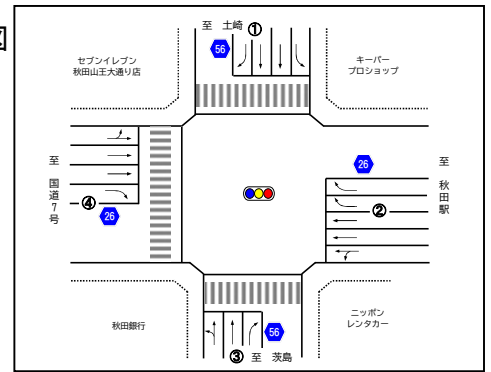 図
至 土崎 ①
56
セブンイレブン
秋田山王大通り店
キーパー
プロショップ
至
国
道
7
号
④
26
26
②
至
秋
田
駅
秋田銀行
56
③ 至 茨島
ニッポン
レンタカー